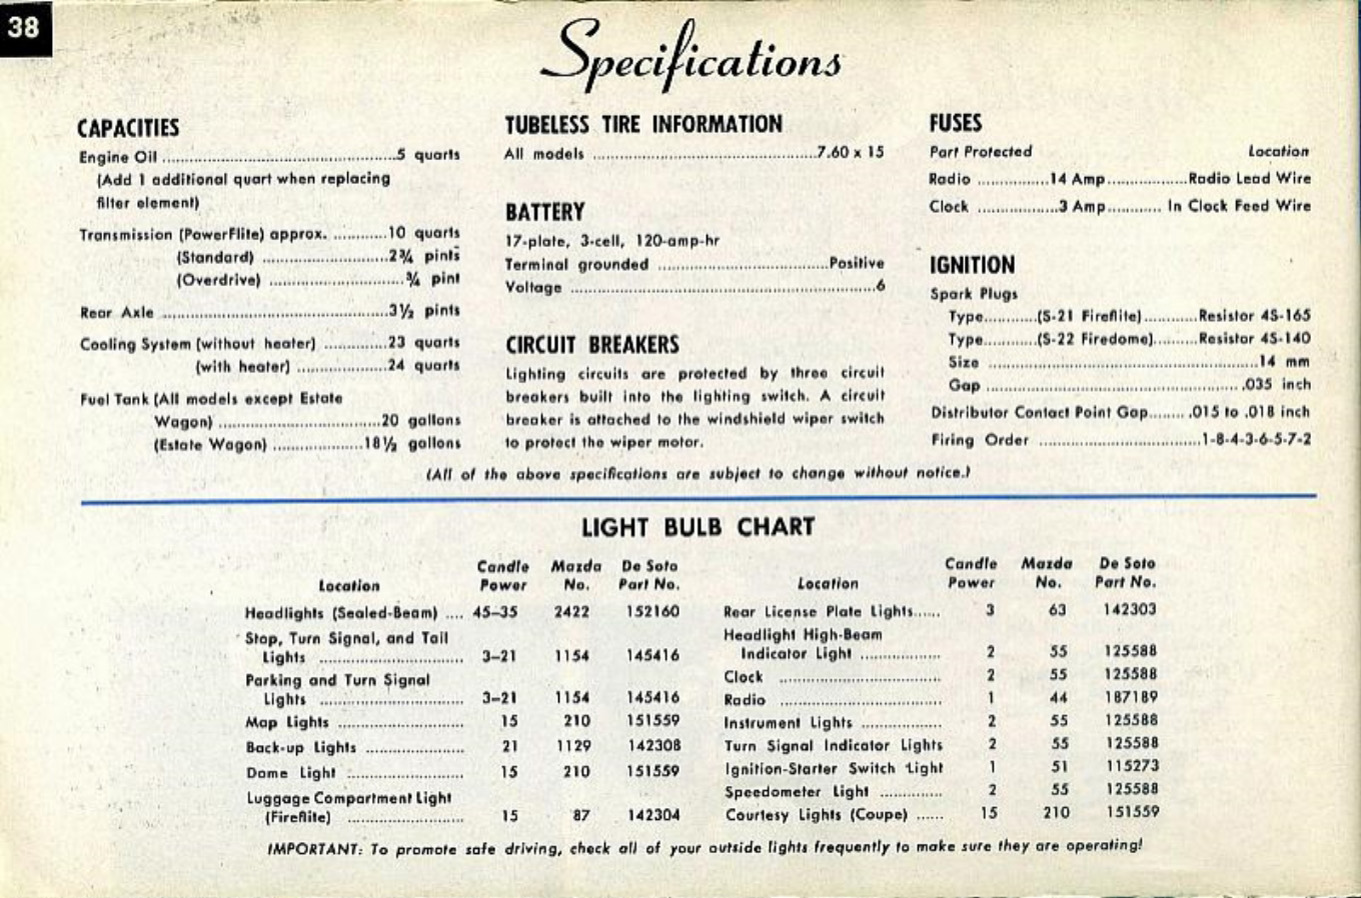 38
Specifications
CAPACITIES
Engine Oil ................................................5 quarts
(Add 1 additional quart when replacing
filter element)
Transmission (PowerFlite) approx. ............10 quarts
(Standard) ............................2¾ pints
(Overdrive) ..............................¾ pint
Rear Axle ................................................3½ pints
Cooling System (without heater) .............23 quarts
(with heater) ...................24 quarts
Fuel Tank (All models except Estate
Wagon) ..................................20 gallons
(Estate Wagon) ...................18½ gallons
TUBELESS TIRE INFORMATION
All models ................................................7.60 x 15
BATTERY
17-plate, 3-cell, 120-amp-hr
Terminal grounded ....................................Positive
Voltage .................................................................6
CIRCUIT BREAKERS
Lighting circuits are protected by three circuit
breakers built into the lighting switch. A circuit
breaker is attached to the windshield wiper switch
to protect the wiper motor.
FUSES
Part Protected Location
Radio ...............14 Amp.................Radio Lead Wire
Clock .................3 Amp............ In Clock Feed Wire
IGNITION
Spark Plugs
Type...........(S-21 Fireflite)...........Resistor 4S-165
Type...........(S-22 Firedome).........Resistor 4S-140
Size .........................................................14 mm
Gap ......................................................035 inch
Distributor Contact Point Gap........ .015 to .018 inch
Firing Order ..................................1-8-4-3-6-5-7-2
(All of the above specifications are subject to change without notice.)
LIGHT BULB CHART
Location Candle Power Mazda No. De Soto Part No.
Headlights (Sealed-Beam) .... 45–35 2422 152160
Stop, Turn Signal, and Tail
Lights ............................... 3–21 1154 145416
Parking and Turn Signal
Lights ............................... 3–21 1154 145416
Map Lights ........................... 15 210 151559
Back-up Lights ..................... 21 1129 142308
Dome Light ......................... 15 210 151559
Luggage Compartment Light
(Fireflite) ......................... 15 87 142304
Location Candle Power Mazda No. De Soto Part No.
Rear License Plate Lights...... 3 63 142303
Headlight High-Beam
Indicator Light ................. 2 55 125588
Clock .................................. 2 55 125588
Radio .................................. 1 44 187189
Instrument Lights ................. 2 55 125588
Turn Signal Indicator Lights 2 55 125588
Ignition-Starter Switch Light 1 51 115273
Speedometer Light ............. 2 55 125588
Courtesy Lights (Coupe) ...... 15 210 151559
IMPORTANT: To promote safe driving, check all of your outside lights frequently to make sure they are operating!